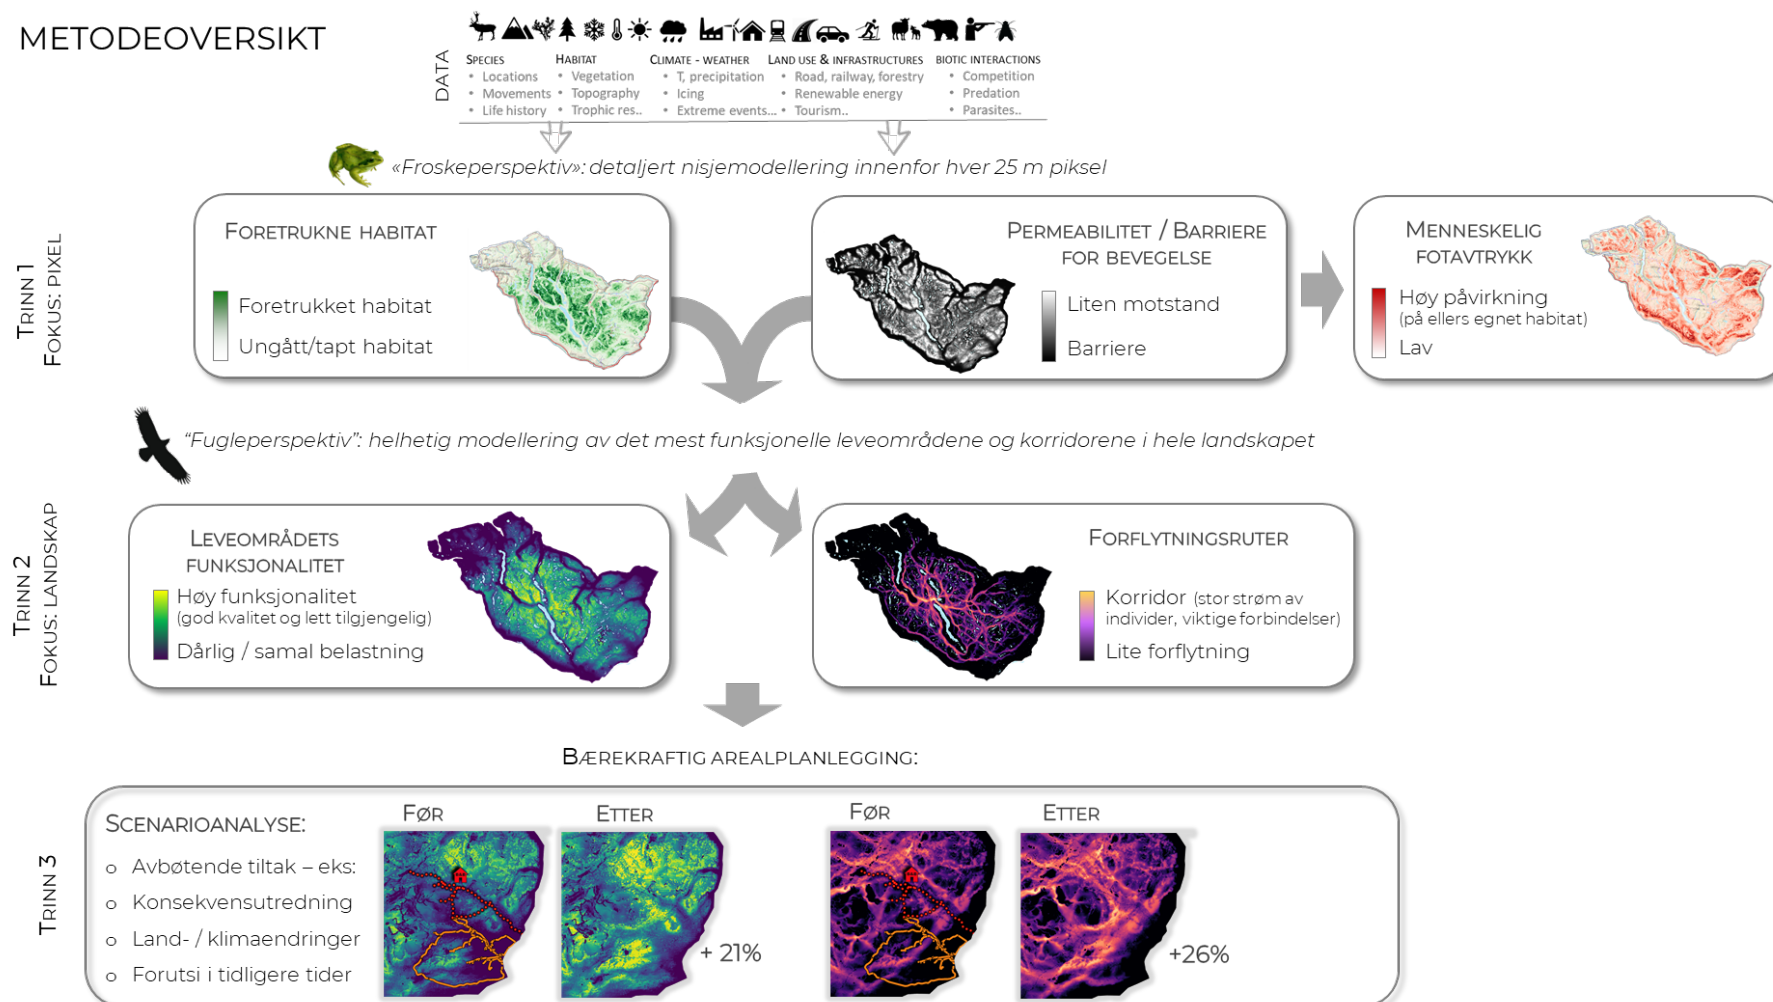 METODEOVERSIKT
DATA
SPECIES
• Locations
• Movements
• Life history
HABITAT
• Vegetation
• Topography
• Trophic res..
CLIMATE - WEATHER
• T, precipitation
• Icing
• Extreme events...
LAND USE & INFRASTRUCTURES
• Road, railway, forestry
• Renewable energy
• Tourism..
BIOTIC INTERACTIONS
• Competition
• Predation
• Parasites..
«Froskeperspektiv»: detaljert nisjemodellering innenfor hver 25 m piksel
TRINN 1
FOKUS: PIXEL
FORETRUKNE HABITAT
Foretrukket habitat
Ungått/tapt habitat
PERMEABILITET / BARRIERE
FOR BEVEGELSE
Liten motstand
Barriere
MENNESKELIG
FOTAVTRYKK
Høy påvirkning
(på ellers egnet habitat)
Lav
"Fugleperspektiv": helhetig modellering av det mest funksjonelle leveområdene og korridorene i hele landskapet
TRINN 2
FOKUS: LANDSKAP
LEVEOMRÅDETS
FUNKSJONALITET
Høy funksjonalitet
(god kvalitet og lett tilgjengelig)
Dårlig / samal belastning
FORFLYTNINGSRUTER
Korridor (stor strøm av
individer, viktige forbindelser)
Lite forflytning
BÆREKRAFTIG AREALPLANLEGGING:
TRINN 3
SCENARIOANALYSE:
o Avbøtende tiltak – eks:
o Konsekvensutredning
o Land- / klimaendringer
o Forutsi i tidligere tider
FØR
ETTER
+ 21%
FØR
ETTER
+26%